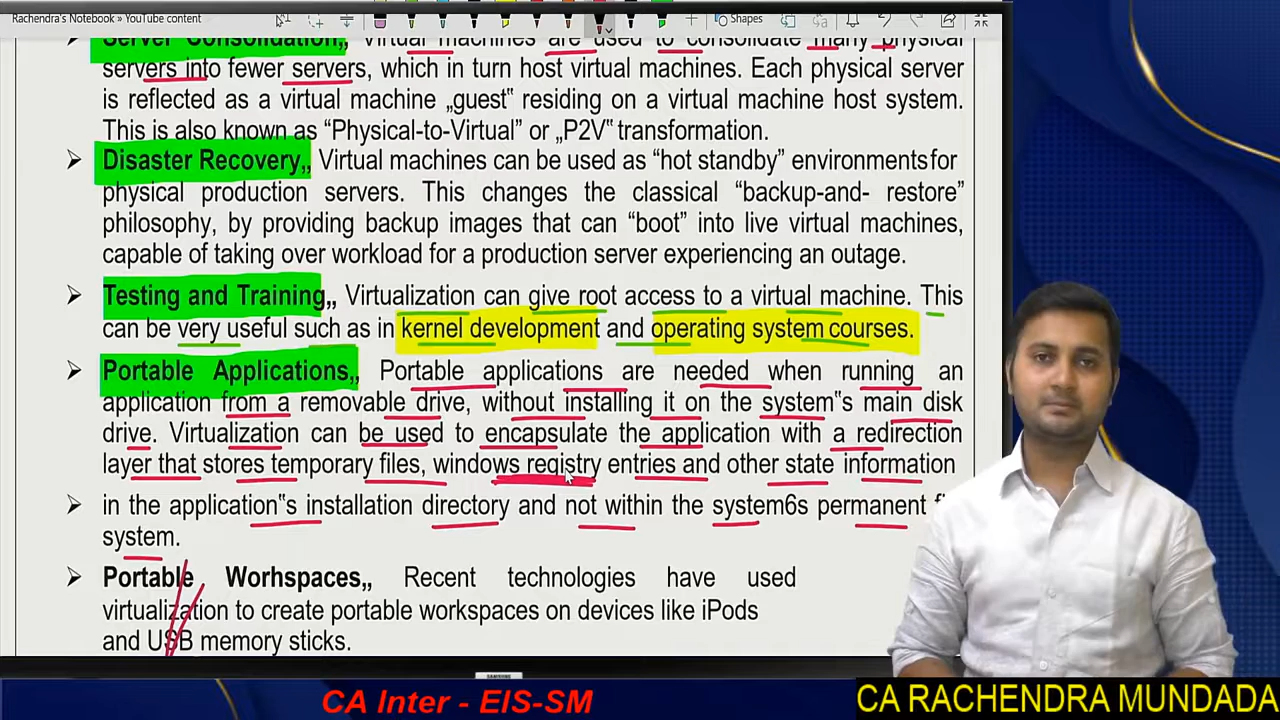 Rachendra's Notebook » YouTube content
Shapes
Server Consolidation„ Virtual machines are used to consolidate many physical
servers into fewer servers, which in turn host virtual machines. Each physical server
is reflected as a virtual machine „guest‟ residing on a virtual machine host system.
This is also known as “Physical-to-Virtual” or „P2V‟ transformation.
➢ Disaster Recovery„ Virtual machines can be used as “hot standby” environments for
physical production servers. This changes the classical “backup-and- restore”
philosophy, by providing backup images that can “boot” into live virtual machines,
capable of taking over workload for a production server experiencing an outage.
➢ Testing and Training„ Virtualization can give root access to a virtual machine. This
can be very useful such as in kernel development and operating system courses.
➢ Portable Applications„ Portable applications are needed when running an
application from a removable drive, without installing it on the system‟s main disk
drive. Virtualization can be used to encapsulate the application with a redirection
layer that stores temporary files, windows registry entries and other state information
➢ in the application‟s installation directory and not within the system6s permanent
system.
➢ Portable Worhspaces„ Recent technologies have used
virtualization to create portable workspaces on devices like iPods
and USB memory sticks.
SAMSUNG
CA Inter - EIS-SM
CA RACHENDRA MUNDADA